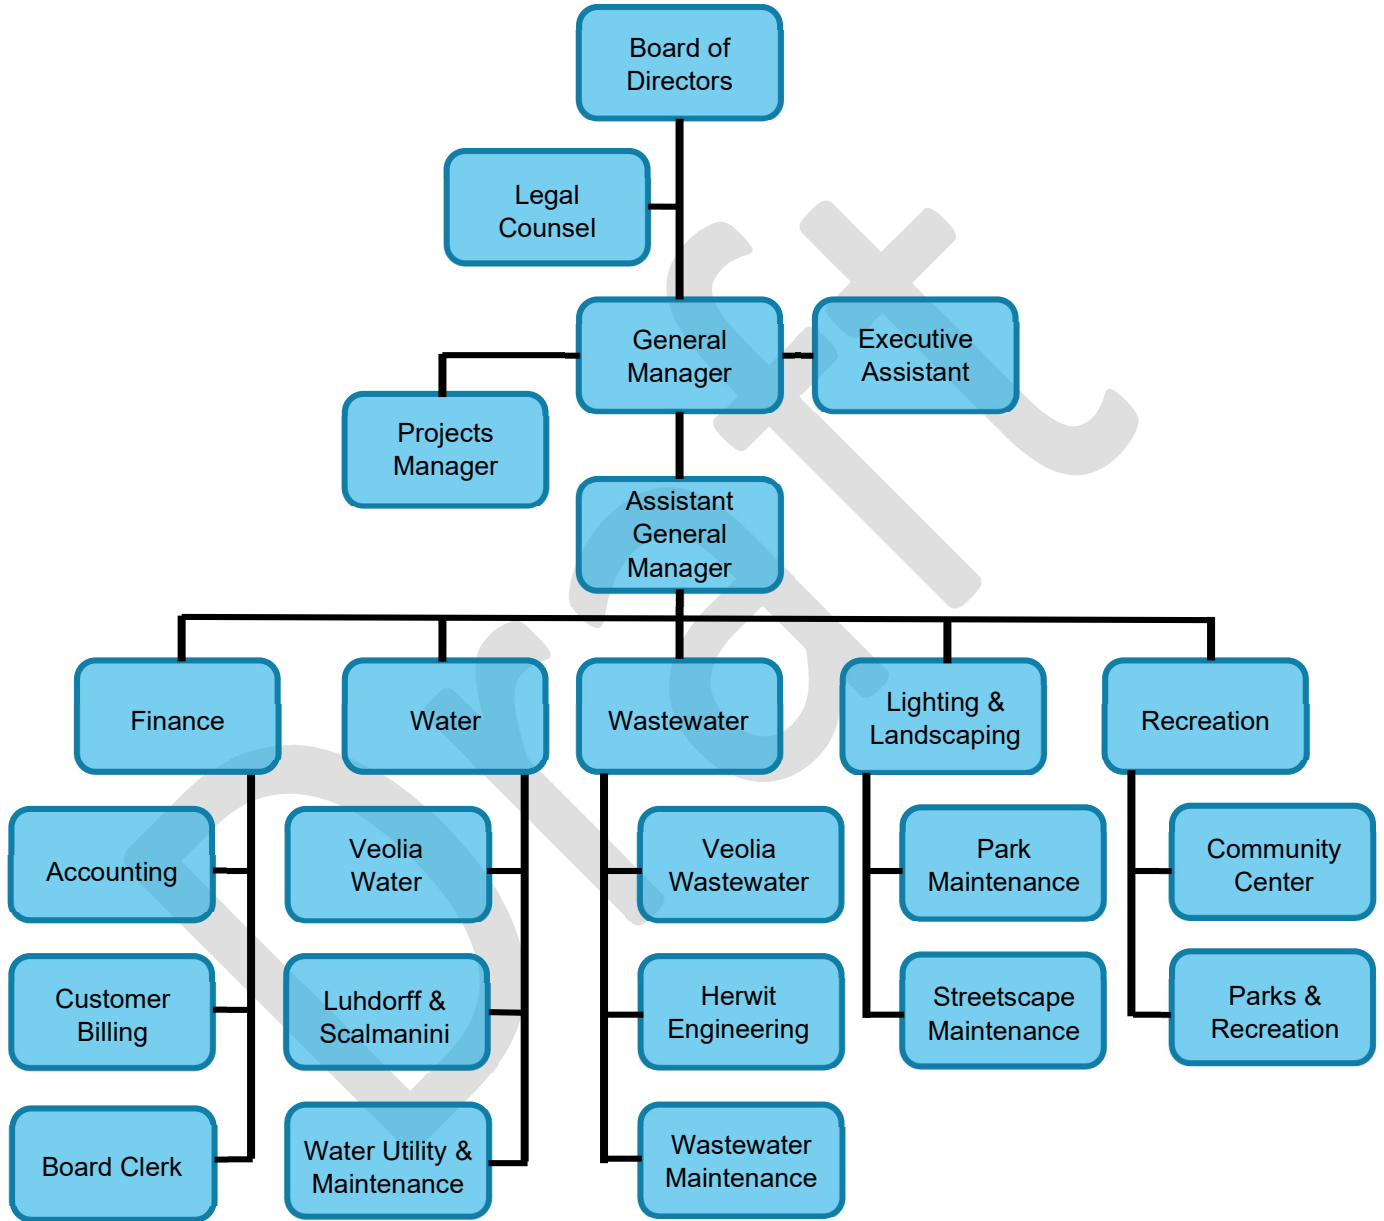 Board of
Directors
Legal
Counsel
General
Manager
Executive
Assistant
Projects
Manager
Assistant
General
Manager
Finance
Water
Wastewater
Lighting &
Landscaping
Recreation
Accounting
Veolia
Water
Veolia
Wastewater
Park
Maintenance
Community
Center
Customer
Billing
Luhdorff &
Scalmanini
Herwit
Engineering
Streetscape
Maintenance
Parks &
Recreation
Board Clerk
Water Utility &
Maintenance
Wastewater
Maintenance
Draft